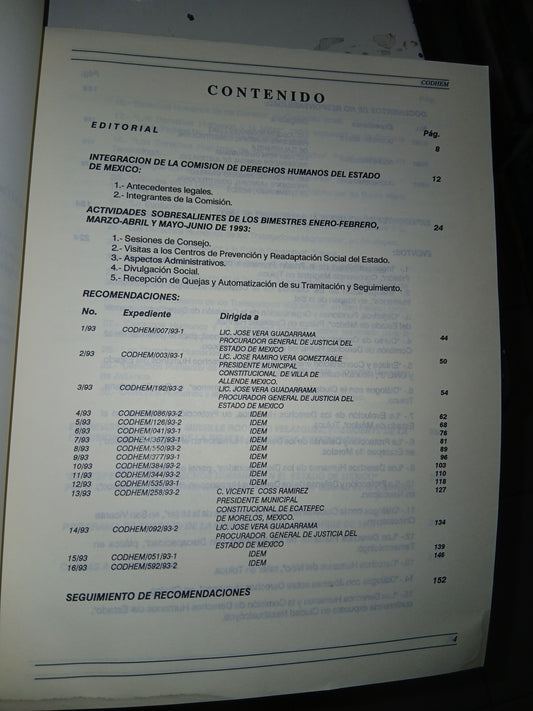 CODHEM
CONTENIDO
Pág.
EDITORIAL 8
INTEGRACION DE LA COMISION DE DERECHOS HUMANOS DEL ESTADO
DE MEXICO: 12
1.- Antecedentes legales.
2.- Integrantes de la Comisión.
ACTIVIDADES SOBRESALIENTES DE LOS BIMESTRES ENERO-FEBRERO,
MARZO-ABRIL Y MAYO-JUNIO DE 1993: 24
1.- Sesiones de Consejo.
2.- Visitas a los Centros de Prevención y Readaptación Social del Estado.
3.- Aspectos Administrativos.
4.- Divulgación Social.
5.- Recepción de Quejas y Automatización de su Tramitación y Seguimiento.
RECOMENDACIONES:
No. Expediente Dirigida a
1/93 CODHEM/007/93-1 LIC. JOSE VERA GUADARRAMA 44
PROCURADOR GENERAL DE JUSTICIA DEL
ESTADO DE MEXICO
2/93 CODHEM/003/93-1 LIC. JOSE RAMIRO VERA GOMEZTAGLE 50
PRESIDENTE MUNICIPAL
CONSTITUCIONAL DE VILLA DE
ALLENDE MEXICO.
3/93 CODHEM/192/93-2 LIC. JOSE VERA GUADARRAMA 54
PROCURADOR GENERAL DE JUSTICIA DEL
ESTADO DE MEXICO
4/93 CODHEM/086/93-2 IDEM 62
5/93 CODHEM/126/93-2 IDEM 68
6/93 CODHEM/041/93-1 IDEM 76
7/93 CODHEM/367/93-1 IDEM 81
8/93 CODHEM/350/93-2 IDEM 89
9/93 CODHEM/377/93-1 IDEM 96
10/93 CODHEM/384/93-2 IDEM 103
11/93 CODHEM/344/93-2 IDEM 110
12/93 CODHEM/535/93-1 IDEM 118
13/93 CODHEM/258/93-2 C. VICENTE COSS RAMIREZ 127
PRESIDENTE MUNICIPAL
CONSTITUCIONAL DE ECATEPEC
DE MORELOS, MEXICO.
14/93 CODHEM/092/93-2 LIC. JOSE VERA GUADARRAMA 134
PROCURADOR GENERAL DE JUSTICIA DEL
ESTADO DE MEXICO
15/93 CODHEM/051/93-1 IDEM 139
16/93 CODHEM/592/93-2 IDEM 146
SEGUIMIENTO DE RECOMENDACIONES 152
4